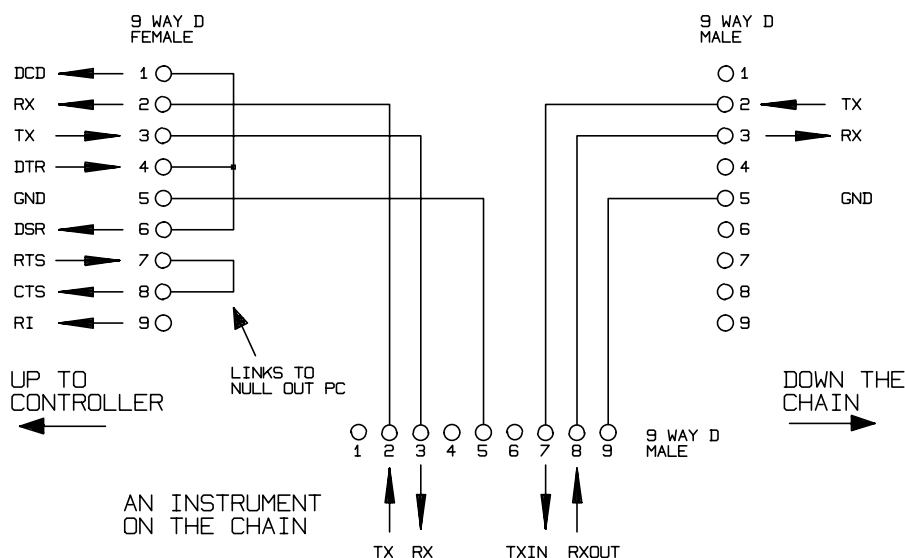 9 WAY D
FEMALE
9 WAY D
MALE
DCD 1
RX 2
TX 3
DTR 4
GND 5
DSR 6
RTS 7
CTS 8
RI 9
1
2 TX
3 RX
4
5 GND
6
7
8
9
LINKS TO
NULL OUT PC
UP TO
CONTROLLER
DOWN THE
CHAIN
1 2 3 4 5 6 7 8 9
9 WAY D
MALE
AN INSTRUMENT
ON THE CHAIN
TX RX TXIN RXOUT